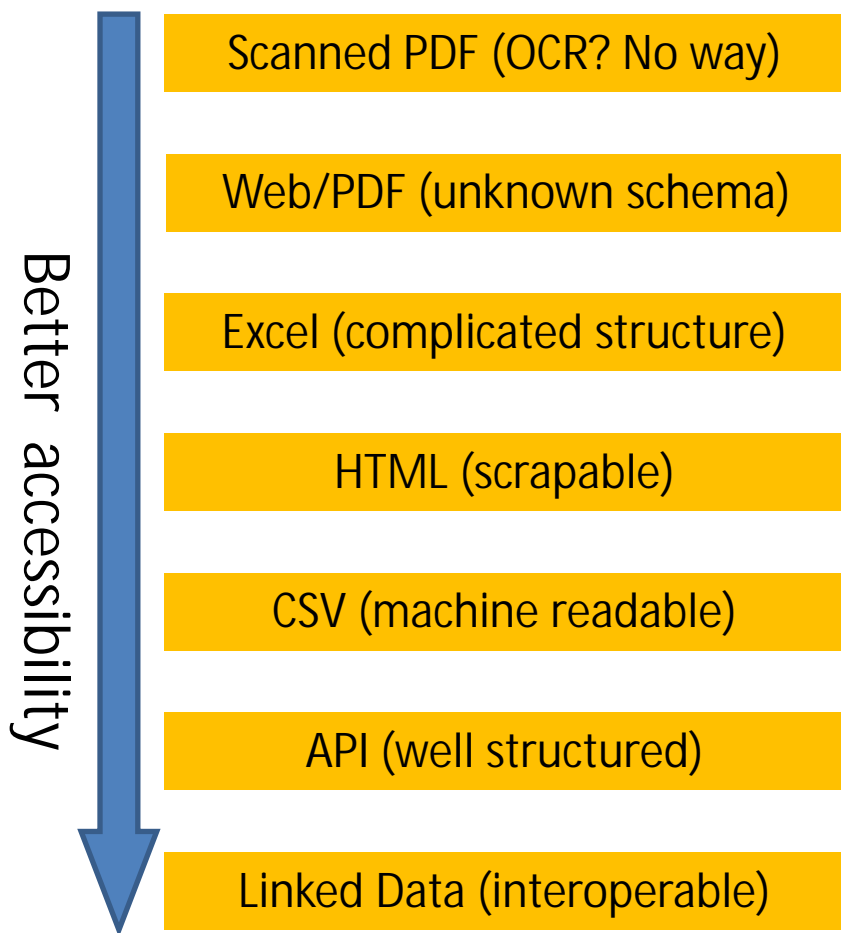 Scanned PDF (OCR? No way)
Web/PDF (unknown schema)
Excel (complicated structure)
HTML (scrapable)
CSV (machine readable)
API (well structured)
Linked Data (interoperable)
Better accessibility